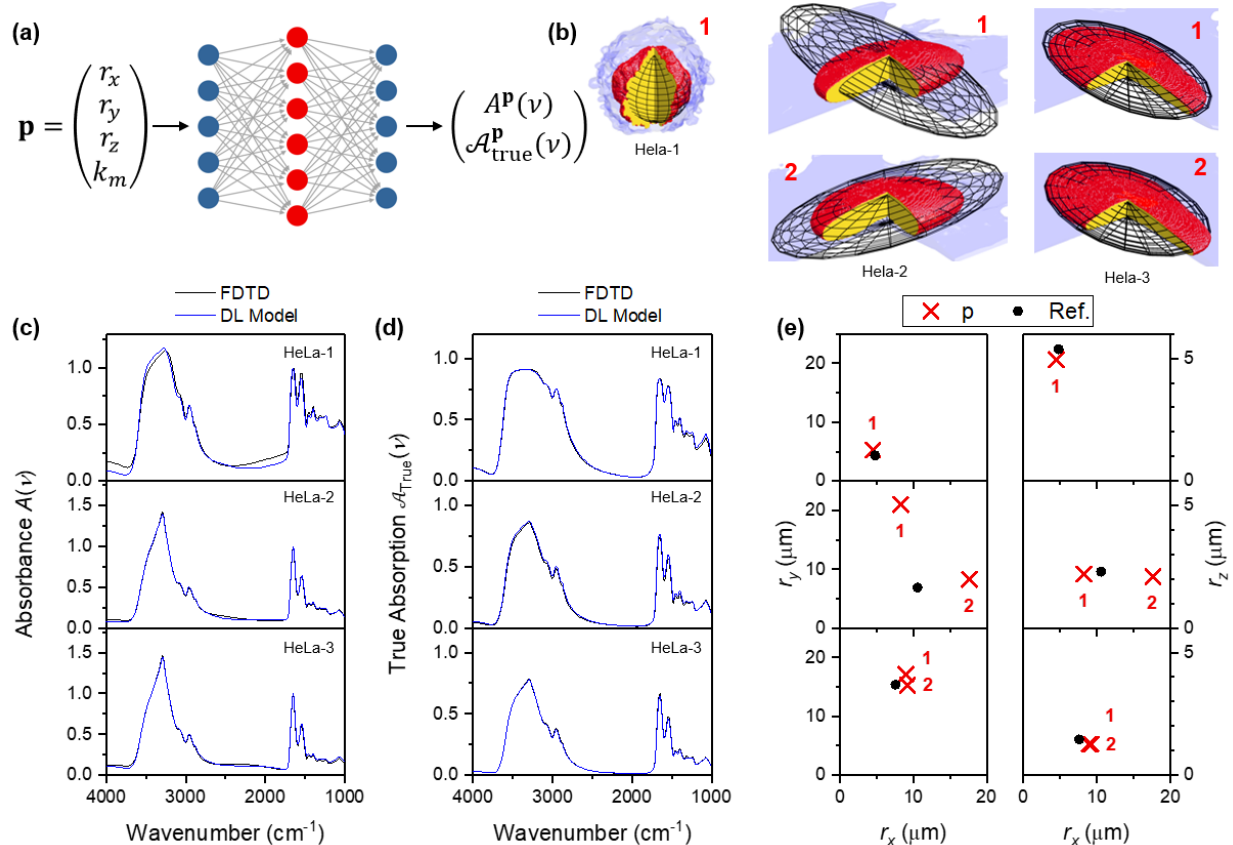 (a)
p = (r_x r_y r_z k_m)
(A^p(ν) 𝒜^p_true(ν))
(b)
1
Hela-1
1
2
Hela-2
1
2
Hela-3
(c)
FDTD
DL Model
HeLa-1
1.0
0.5
0.0
HeLa-2
1.5
1.0
0.5
0.0
HeLa-3
1.5
1.0
0.5
0.0
Absorbance A(ν)
4000 3000 2000 1000
Wavenumber (cm⁻¹)
(d)
FDTD
DL Model
HeLa-1
1.0
0.5
0.0
HeLa-2
1.0
0.5
0.0
HeLa-3
1.0
0.5
0.0
True Absorption 𝒜_True(ν)
4000 3000 2000 1000
Wavenumber (cm⁻¹)
(e)
p Ref.
20
10
0
1
5
0
1
20
10
0
1
2
5
0
1 2
20
10
0
1
2
5
0
1
2
r_y (μm)
r_z (μm)
0 10 20
r_x (μm)
0 10 20
r_x (μm)